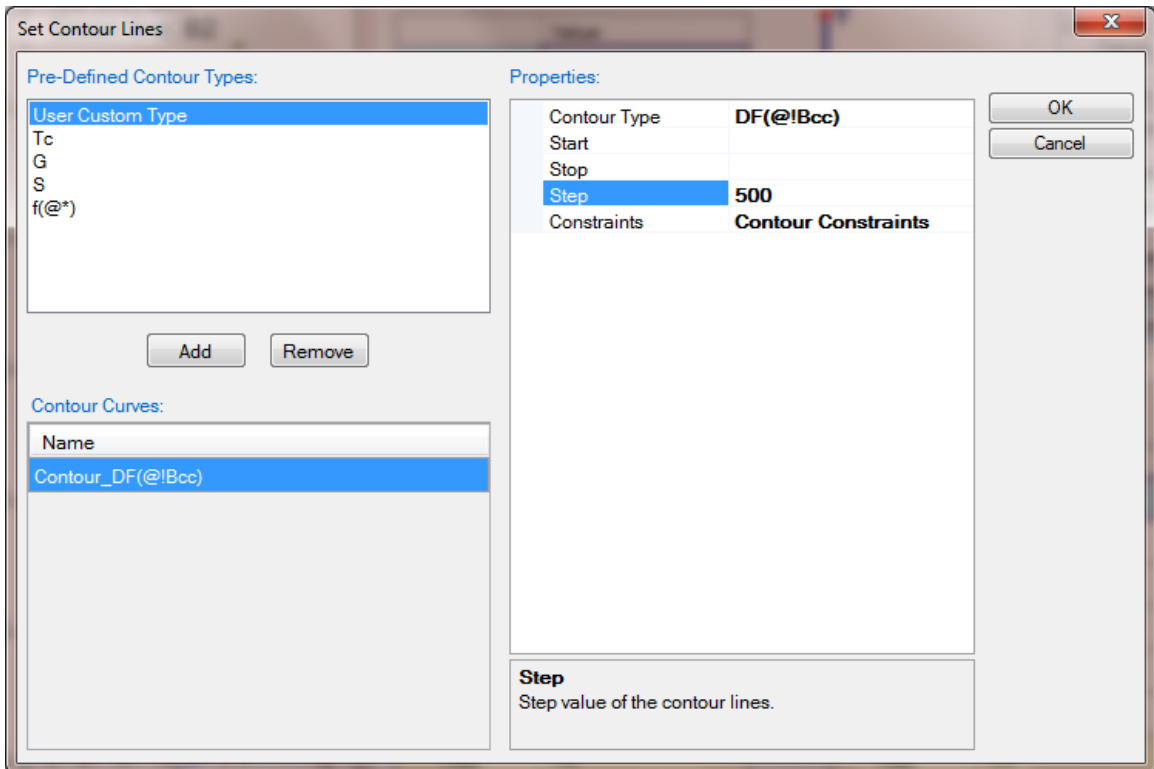 Set Contour Lines
Pre-Defined Contour Types:
User Custom Type
Tc
G
S
f(@*)
Add Remove
Contour Curves:
Name
Contour_DF(@!Bcc)
Properties:
Contour Type DF(@!Bcc)
Start
Stop
Step 500
Constraints Contour Constraints
Step
Step value of the contour lines.
OK
Cancel